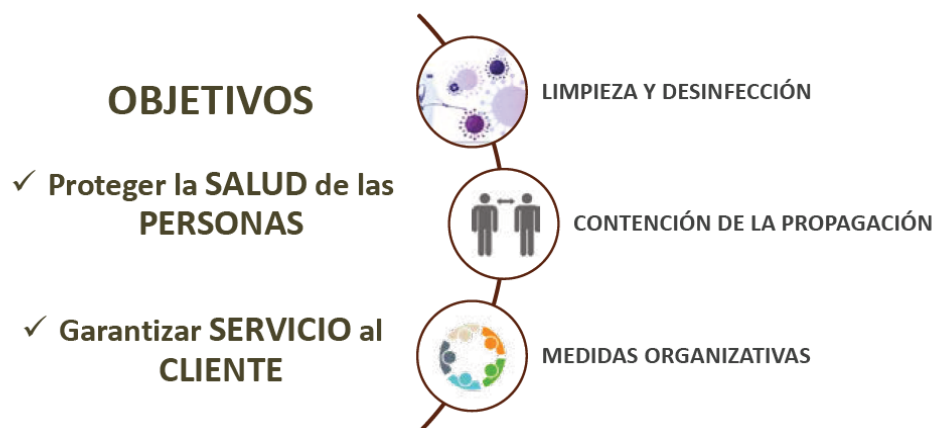 OBJETIVOS
✓ Proteger la SALUD de las
PERSONAS
✓ Garantizar SERVICIO al
CLIENTE
LIMPIEZA Y DESINFECCIÓN
CONTENCIÓN DE LA PROPAGACIÓN
MEDIDAS ORGANIZATIVAS